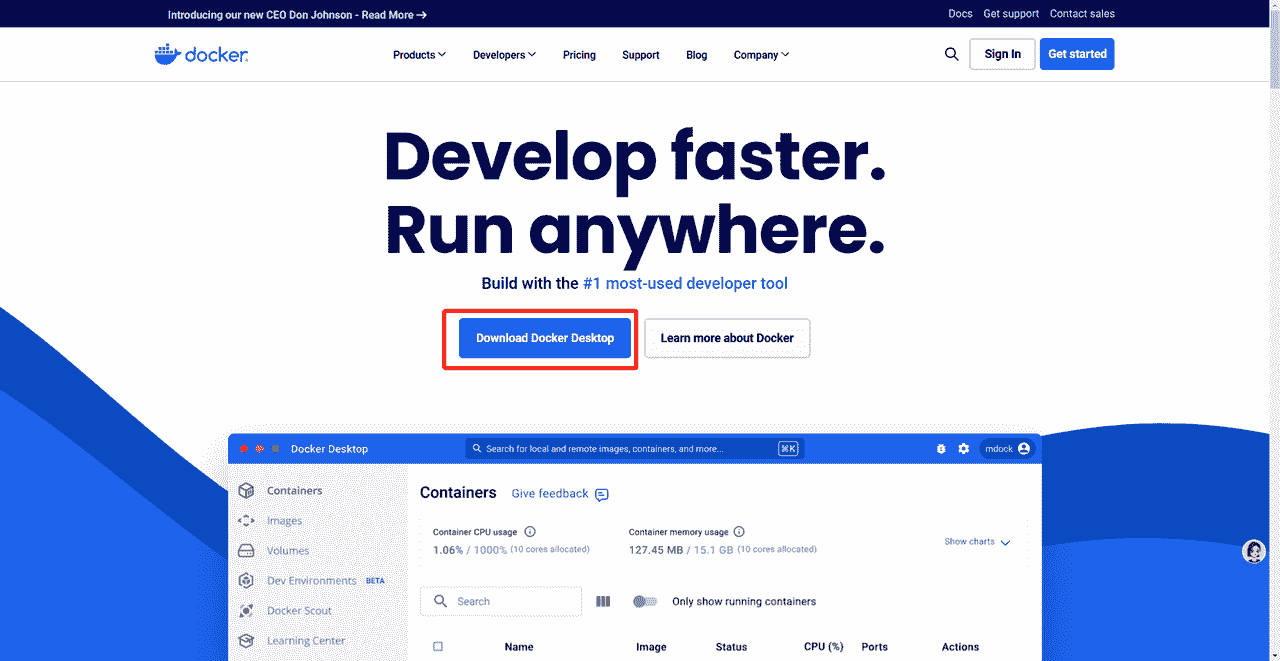 Introducing our new CEO Don Johnson - Read More →
Docs Get support Contact sales
docker
Products Developers Pricing Support Blog Company
Sign In Get started
Develop faster.
Run anywhere.
Build with the #1 most-used developer tool
Download Docker Desktop Learn more about Docker
Docker Desktop Search for local and remote images, containers, and more... ⌘K mdock
Containers
Images
Volumes
Dev Environments BETA
Docker Scout
Learning Center
Containers Give feedback
Container CPU usage
1.06% / 1000% (10 cores allocated)
Container memory usage
127.45 MB / 15.1 GB (10 cores allocated)
Show charts
Search Only show running containers
Name Image Status CPU (%) Ports Actions